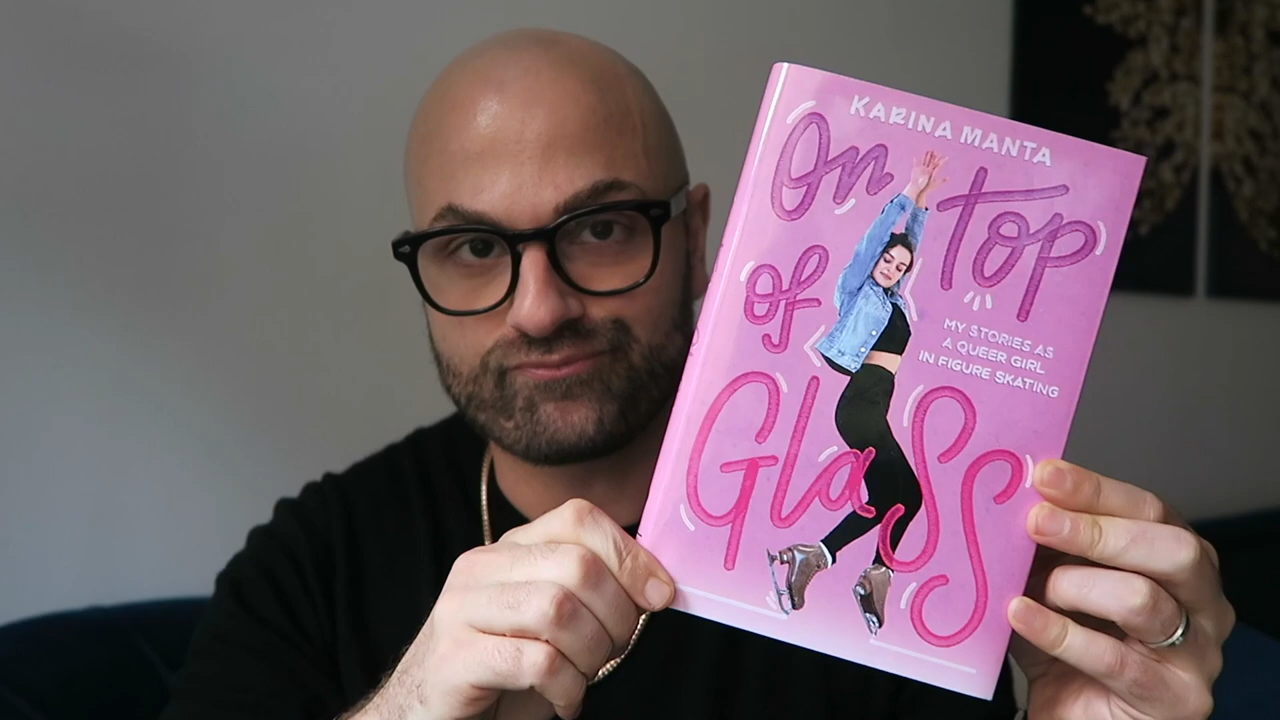 KARINA MANTA
On top
of
Glass
MY STORIES AS
A QUEER GIRL
IN FIGURE SKATING